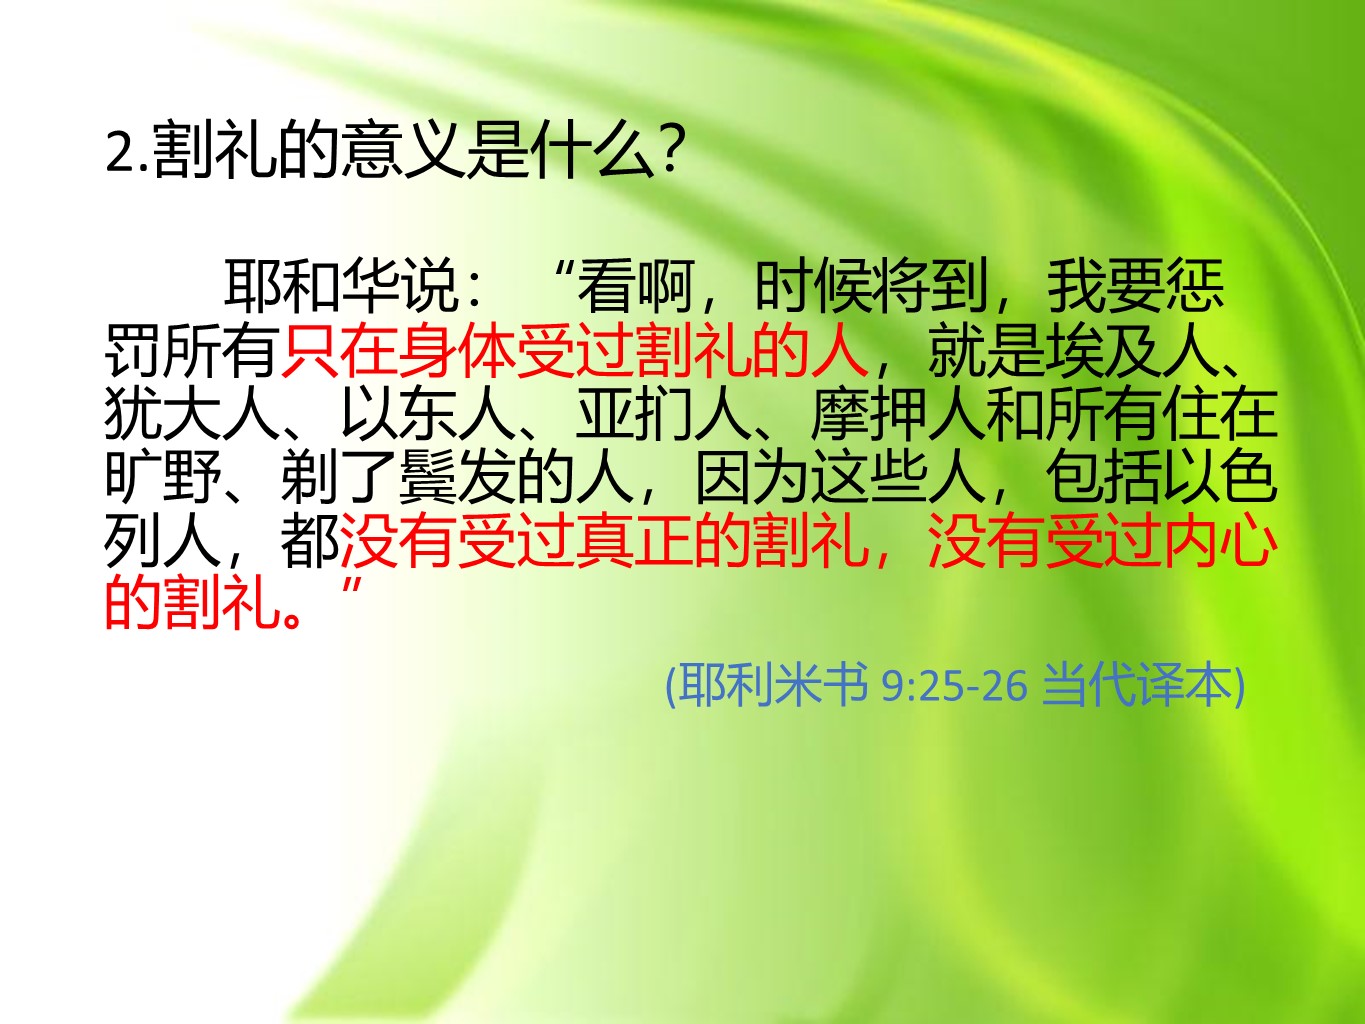 2.割礼的意义是什么？
耶和华说：“看啊，时候将到，我要惩
罚所有只在身体受过割礼的人，就是埃及人、
犹大人、以东人、亚扪人、摩押人和所有住在
旷野、剃了鬓发的人，因为这些人，包括以色
列人，都没有受过真正的割礼，没有受过内心
的割礼。”
(耶利米书 9:25-26 当代译本)